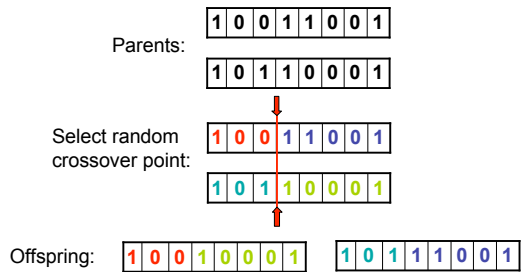 1 0 0 1 1 0 0 1
Parents:
1 0 1 1 0 0 0 1
Select random
crossover point:
1 0 0 1 1 0 0 1
1 0 1 1 0 0 0 1
Offspring:
1 0 0 1 0 0 0 1
1 0 1 1 1 0 0 1